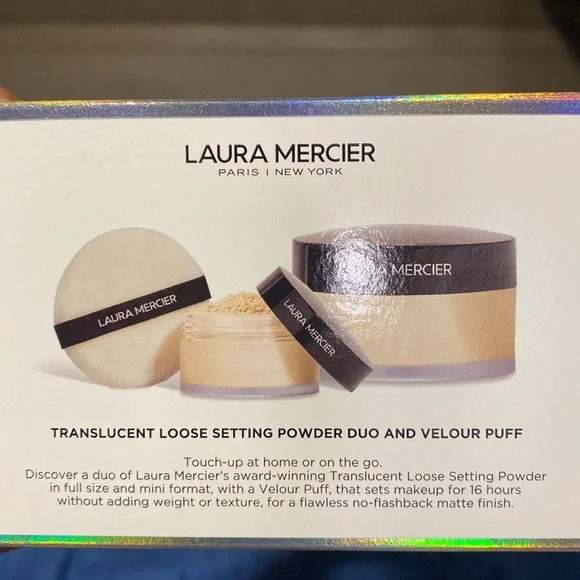 LAURA MERCIER
PARIS | NEW YORK
LAURA MERCIER
LAURA MERCIER
MERCIER
TRANSLUCENT LOOSE SETTING POWDER DUO AND VELOUR PUFF
Touch-up at home or on the go.
Discover a duo of Laura Mercier's award-winning Translucent Loose Setting Powder
in full size and mini format, with a Velour Puff, that sets makeup for 16 hours
without adding weight or texture, for a flawless no-flashback matte finish.